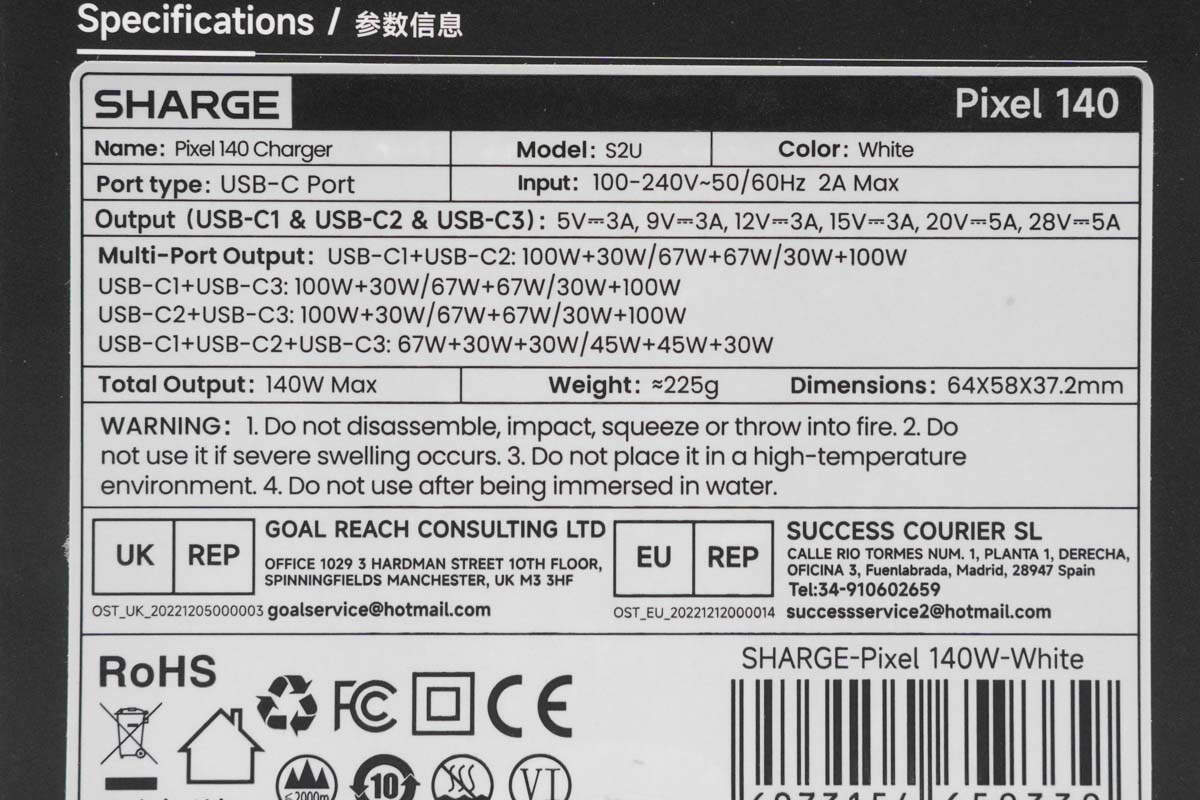 Specifications / 参数信息
SHARGE
Pixel 140
Name: Pixel 140 Charger
Model: S2U
Color: White
Port type: USB-C Port
Input: 100-240V~50/60Hz 2A Max
Output (USB-C1 & USB-C2 & USB-C3): 5V⎓3A, 9V⎓3A, 12V⎓3A, 15V⎓3A, 20V⎓5A, 28V⎓5A
Multi-Port Output: USB-C1+USB-C2: 100W+30W/67W+67W/30W+100W
USB-C1+USB-C3: 100W+30W/67W+67W/30W+100W
USB-C2+USB-C3: 100W+30W/67W+67W/30W+100W
USB-C1+USB-C2+USB-C3: 67W+30W+30W/45W+45W+30W
Total Output: 140W Max
Weight: ≈225g
Dimensions: 64X58X37.2mm
WARNING: 1. Do not disassemble, impact, squeeze or throw into fire. 2. Do
not use it if severe swelling occurs. 3. Do not place it in a high-temperature
environment. 4. Do not use after being immersed in water.
UK REP
GOAL REACH CONSULTING LTD
OFFICE 1029 3 HARDMAN STREET 10TH FLOOR,
SPINNINGFIELDS MANCHESTER, UK M3 3HF
OST_UK_20221205000003 goalservice@hotmail.com
EU REP
SUCCESS COURIER SL
CALLE RIO TORMES NUM. 1, PLANTA 1, DERECHA,
OFICINA 3, Fuenlabrada, Madrid, 28947 Spain
Tel:34-910602659
OST_EU_20221212000014 successservice2@hotmail.com
RoHS
FC
CE
≤2000m
10
VI
SHARGE-Pixel 140W-White